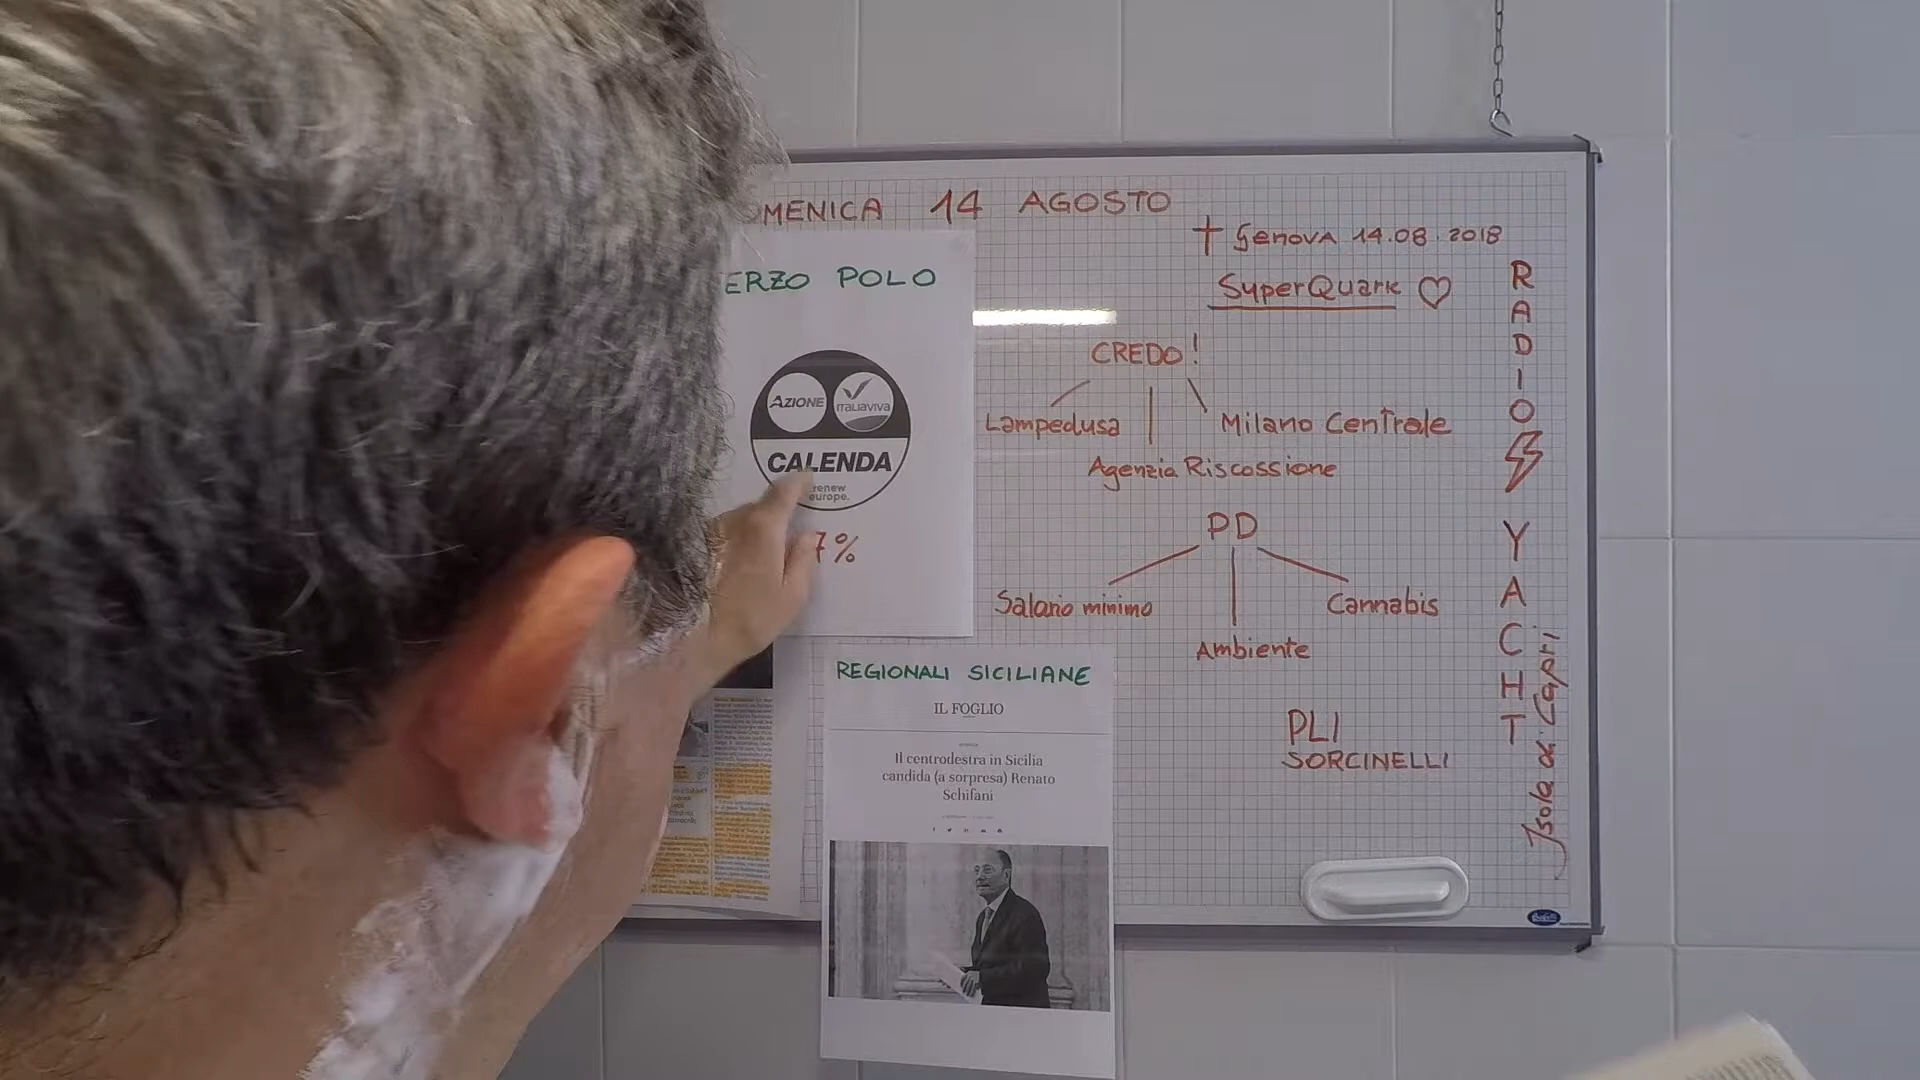 MENICA 14 AGOSTO
† Genova 14.08.2018
SuperQuark ♡
ERZO POLO
AZIONE
ITALIAVIVA
CALENDA
renew
europe.
7%
CREDO!
Lampedusa
Milano Centrale
Agenzia Riscossione
PD
Salario minimo
Cannabis
Ambiente
PLI
SORCINELLI
RADIO
YACHT
Isola di Capri
REGIONALI SICILIANE
IL FOGLIO
Il centrodestra in Sicilia
candida (a sorpresa) Renato
Schifani